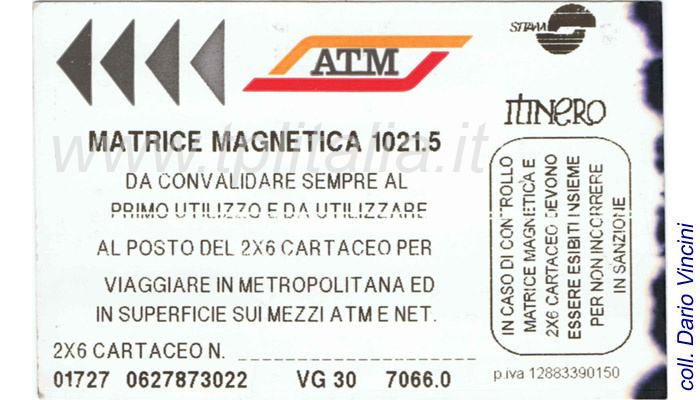 ATM
SITAM
ITINERO
www.tplitalia.it
MATRICE MAGNETICA 1021.5
DA CONVALIDARE SEMPRE AL
PRIMO UTILIZZO E DA UTILIZZARE
AL POSTO DEL 2X6 CARTACEO PER
VIAGGIARE IN METROPOLITANA ED
IN SUPERFICIE SUI MEZZI ATM E NET.
2X6 CARTACEO N.
01727 0627873022 VG 30 7066.0
IN CASO DI CONTROLLO
MATRICE MAGNETICA E
2X6 CARTACEO DEVONO
ESSERE ESIBITI INSIEME
PER NON INCORRERE
IN SANZIONE
p.iva 12883390150
coll. Dario Vincini